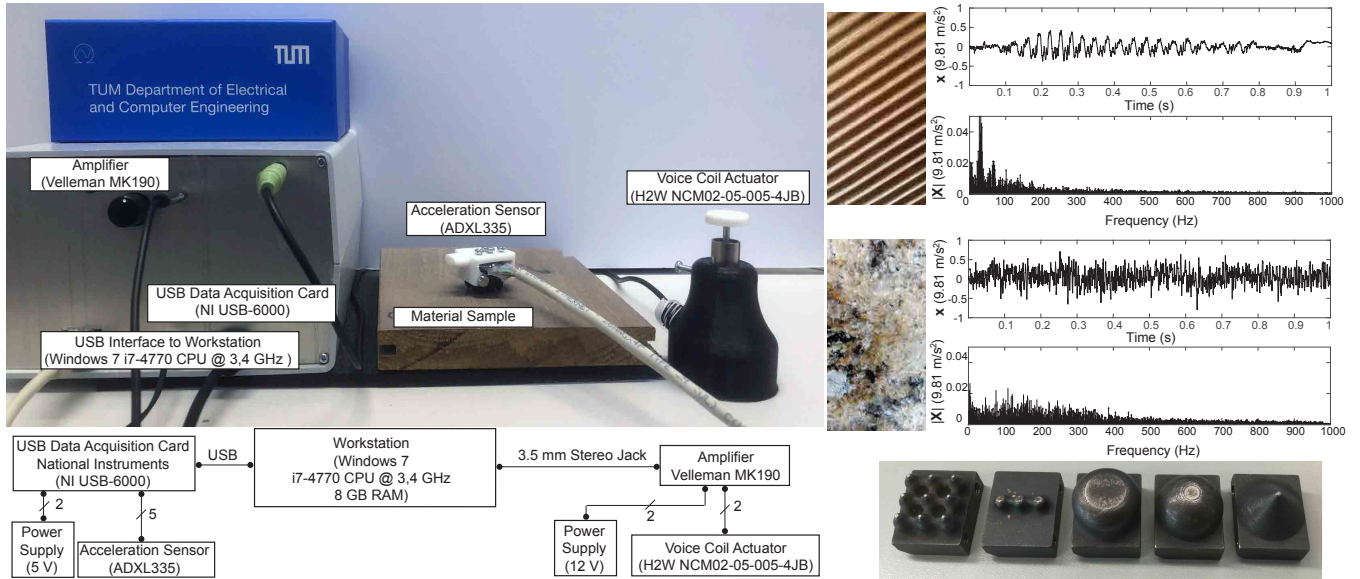 TUM
TUM Department of Electrical
and Computer Engineering
Amplifier
(Velleman MK190)
Voice Coil Actuator
(H2W NCM02-05-005-4JB)
Acceleration Sensor
(ADXL335)
USB Data Acquisition Card
(NI USB-6000)
Material Sample
USB Interface to Workstation
(Windows 7 i7-4770 CPU @ 3,4 GHz )
USB Data Acquisition Card
National Instruments
(NI USB-6000)
USB
Workstation
(Windows 7
i7-4770 CPU @ 3,4 GHz
8 GB RAM)
3.5 mm Stereo Jack
Amplifier
Velleman MK190
2
5
2
2
Power
Supply
(5 V)
Acceleration Sensor
(ADXL335)
Power
Supply
(12 V)
Voice Coil Actuator
(H2W NCM02-05-005-4JB)
x (9.81 m/s²)
1
0.5
0
-0.5
-1
0.1 0.2 0.3 0.4 0.5 0.6 0.7 0.8 0.9 1
Time (s)
|X| (9.81 m/s²)
0.04
0.02
0
0 100 200 300 400 500 600 700 800 900 1000
Frequency (Hz)
x (9.81 m/s²)
1
0.5
0
-0.5
-1
0.1 0.2 0.3 0.4 0.5 0.6 0.7 0.8 0.9 1
Time (s)
|X| (9.81 m/s²)
0.04
0.02
0
0 100 200 300 400 500 600 700 800 900 1000
Frequency (Hz)